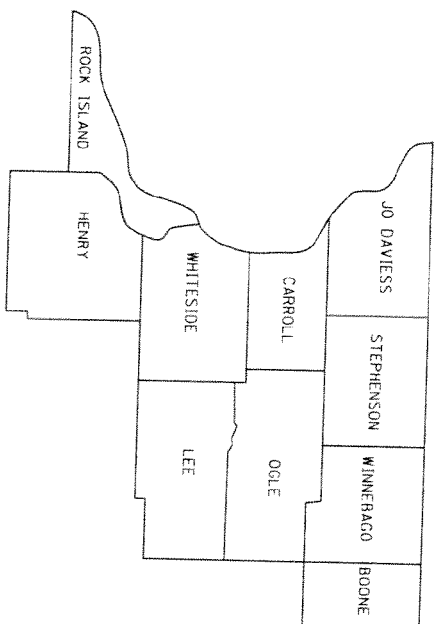 JO DAVIESS
STEPHENSON
WINNEBAGO
BOONE
CARROLL
OGLE
WHITESIDE
LEE
ROCK ISLAND
HENRY